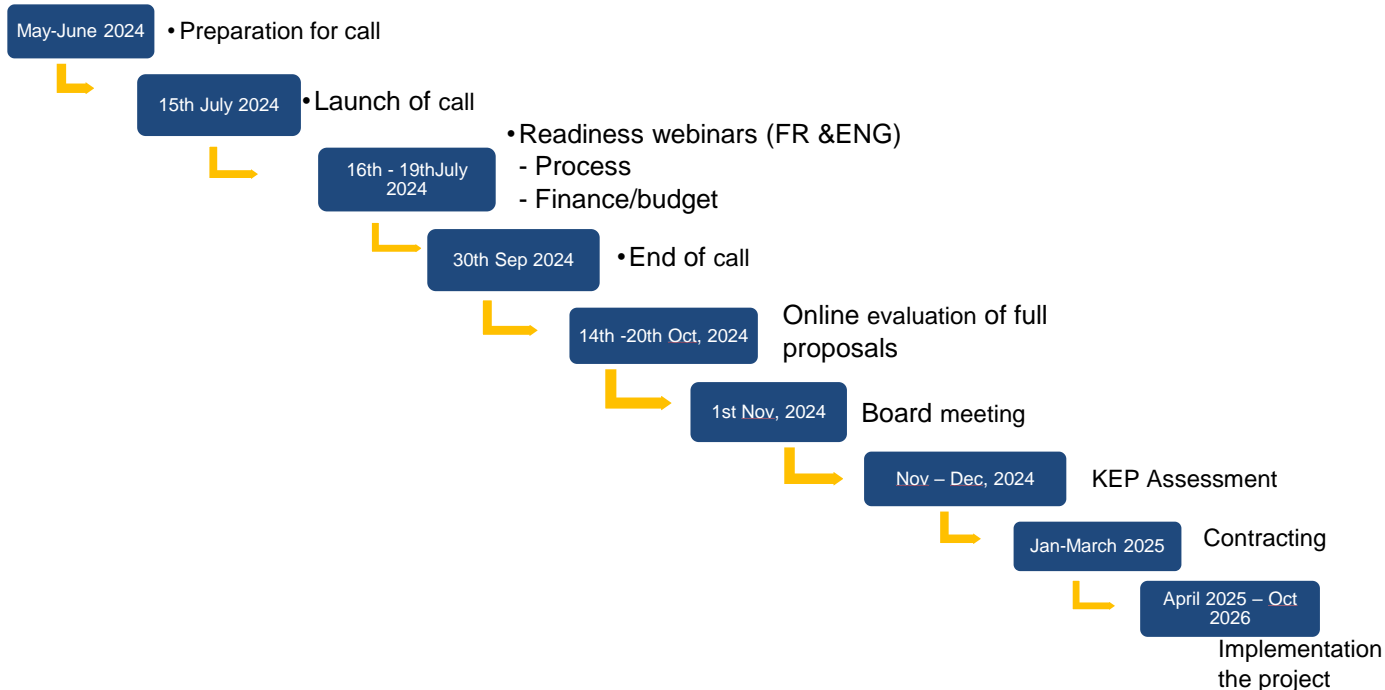 May-June 2024
•Preparation for call
15th July 2024
•Launch of call
16th - 19thJuly
2024
•Readiness webinars (FR &ENG)
- Process
- Finance/budget
30th Sep 2024
•End of call
14th -20th Oct, 2024
Online evaluation of full
proposals
1st Nov, 2024
Board meeting
Nov – Dec, 2024
KEP Assessment
Jan-March 2025
Contracting
April 2025 – Oct
2026
Implementation
the project